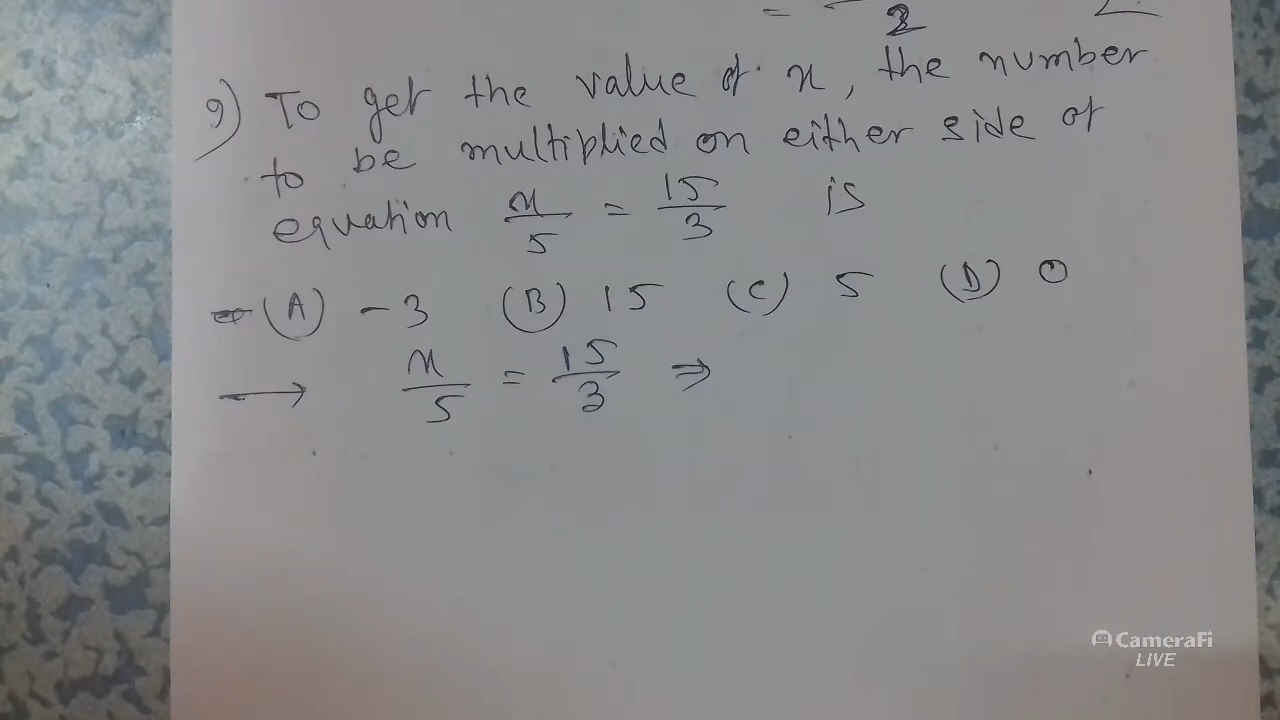 = 2
9) To get the value of x, the number
to be multiplied on either side of
equation x/5 = 15/3 is
(A) -3 (B) 15 (C) 5 (D) 0
→ x/5 = 15/3 ⇒
CameraFi
LIVE